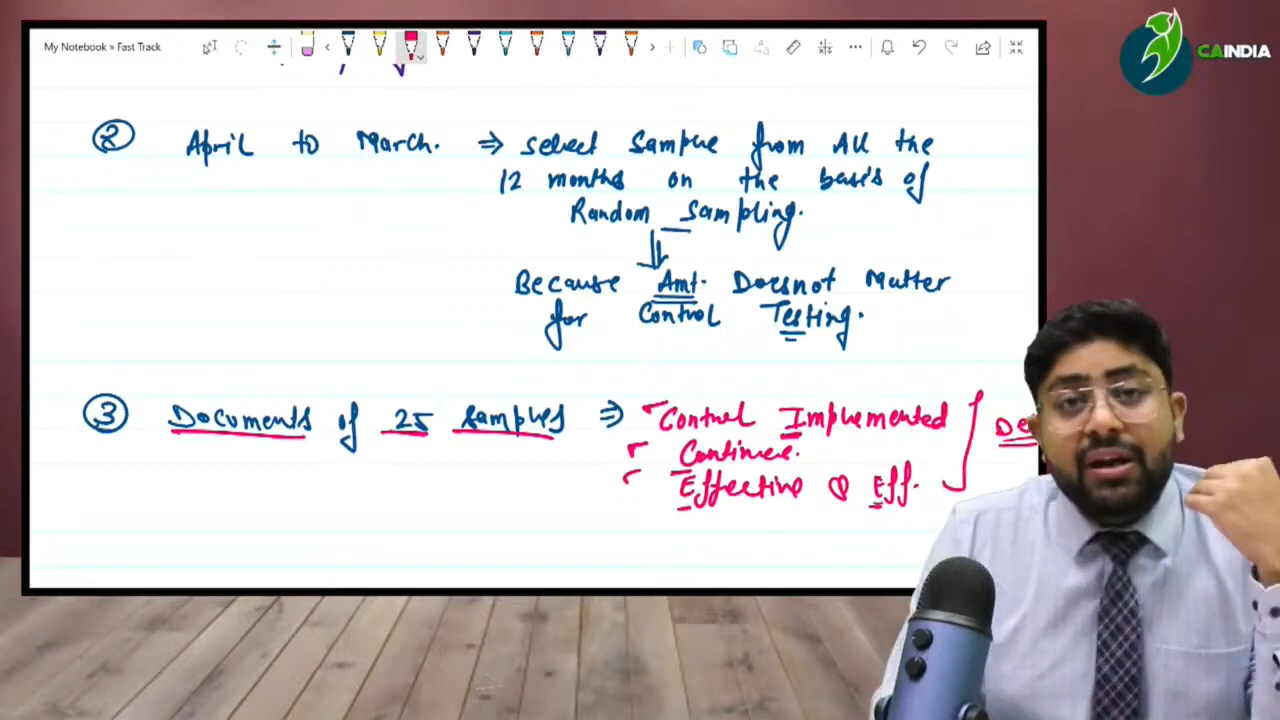 My Notebook » Fast Track
CAINDIA
② April to March. ⇒ select sample from All the
12 months on the basis of
Random Sampling.
Because Amt. Doesnot Matter
for Control Testing.
③ Documents of 25 samples ⇒ Control Implemented
Continue.
Effective & Eff.